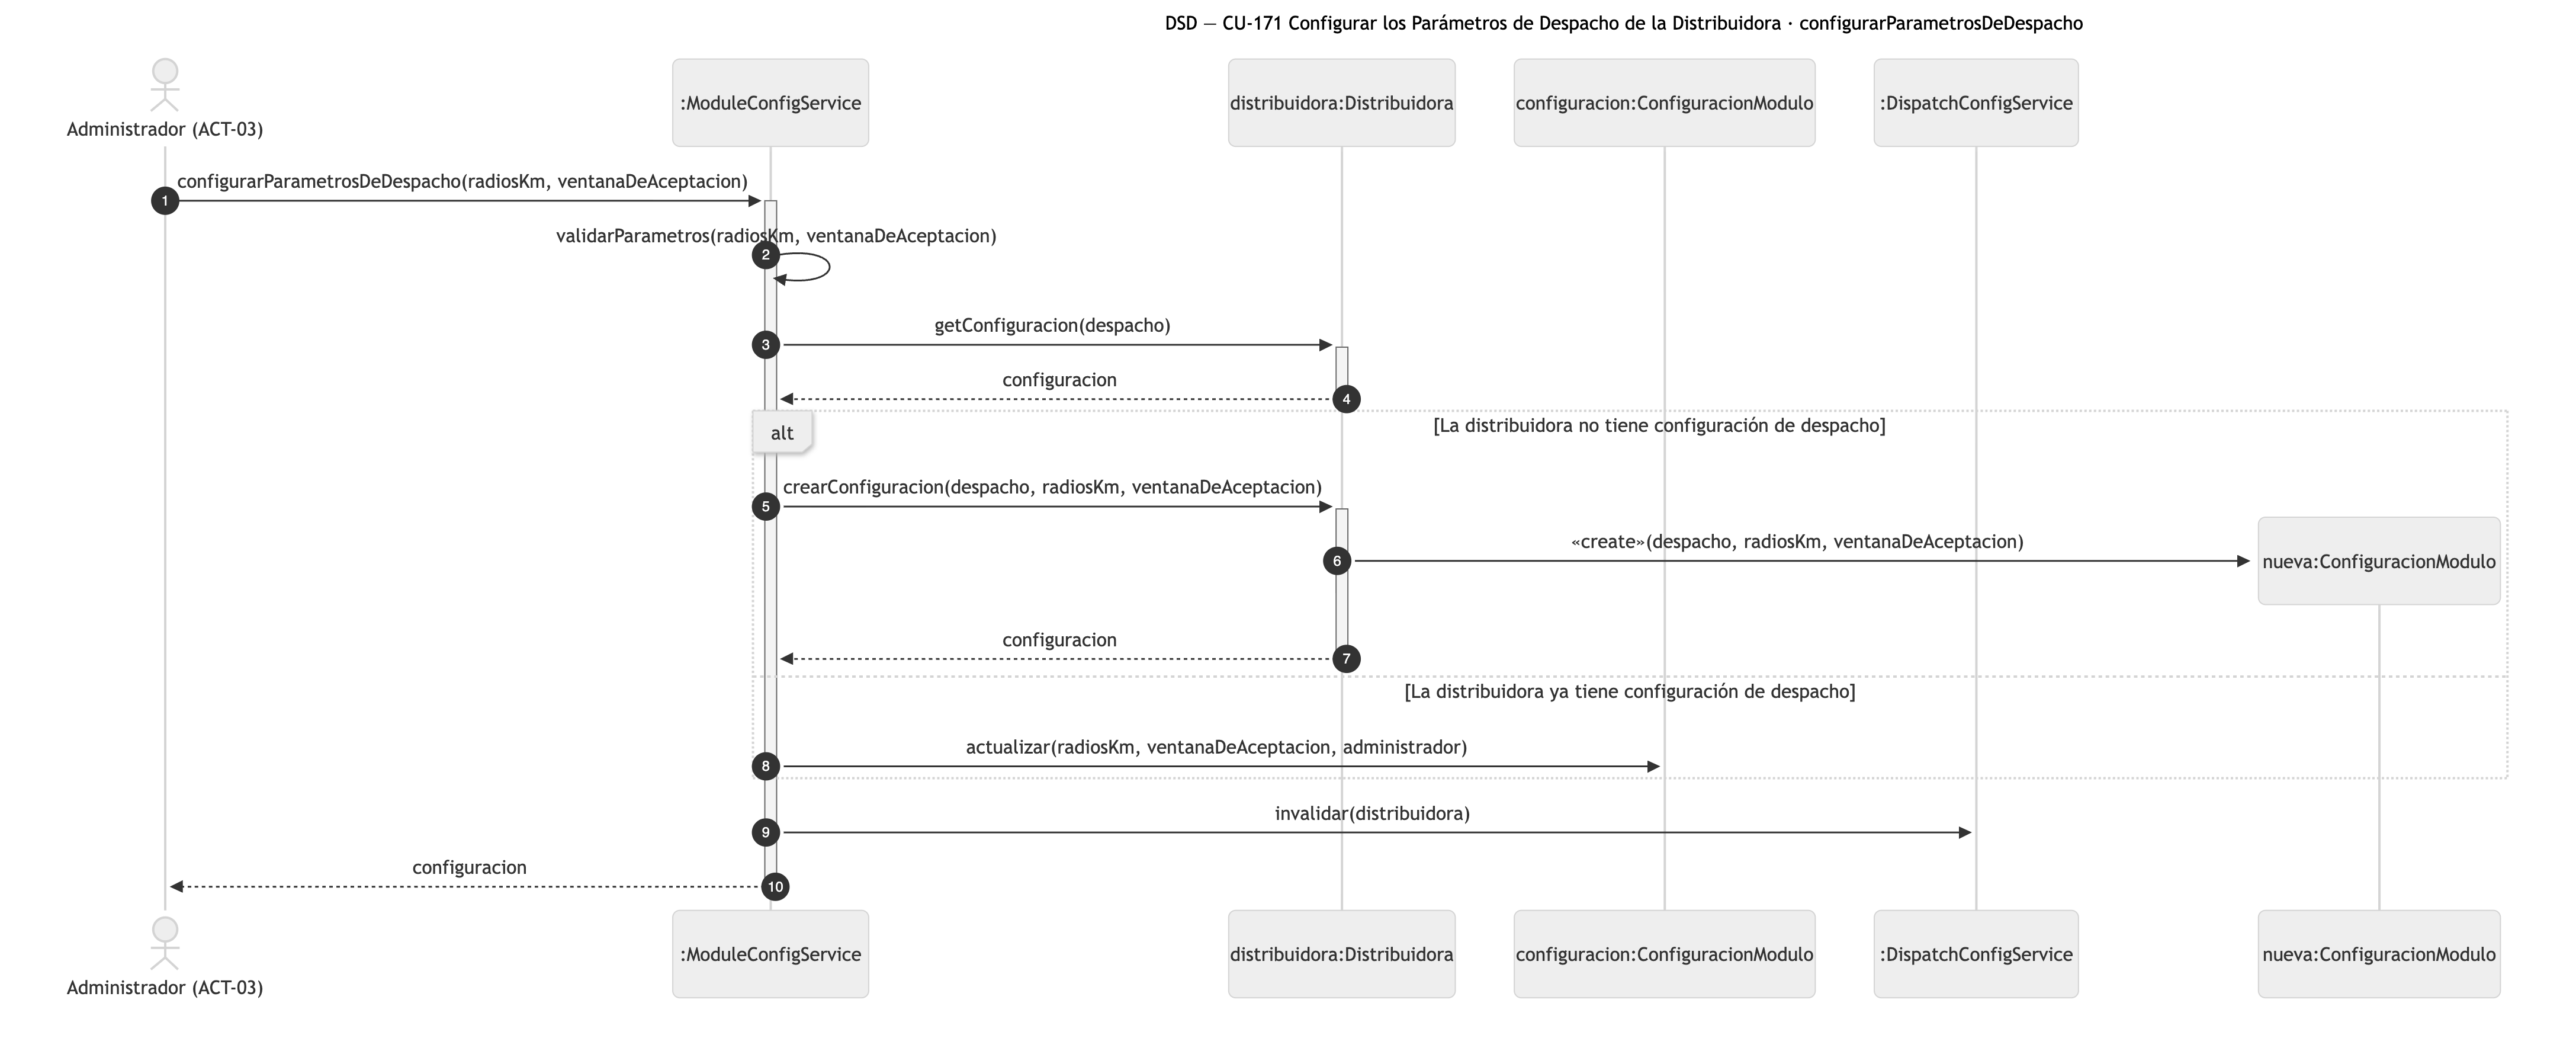 DSD — CU-171 Configurar los Parámetros de Despacho de la Distribuidora · configurarParametrosDeDespacho
Administrador (ACT-03)
:ModuleConfigService
distribuidora:Distribuidora
configuracion:ConfiguracionModulo
:DispatchConfigService
configurarParametrosDeDespacho(radiosKm, ventanaDeAceptacion)
1
validarParametros(radiosKm, ventanaDeAceptacion)
2
getConfiguracion(despacho)
3
configuracion
4
alt
[La distribuidora no tiene configuración de despacho]
crearConfiguracion(despacho, radiosKm, ventanaDeAceptacion)
5
«create»(despacho, radiosKm, ventanaDeAceptacion)
6
nueva:ConfiguracionModulo
configuracion
7
[La distribuidora ya tiene configuración de despacho]
actualizar(radiosKm, ventanaDeAceptacion, administrador)
8
invalidar(distribuidora)
9
configuracion
10
Administrador (ACT-03)
:ModuleConfigService
distribuidora:Distribuidora
configuracion:ConfiguracionModulo
:DispatchConfigService
nueva:ConfiguracionModulo